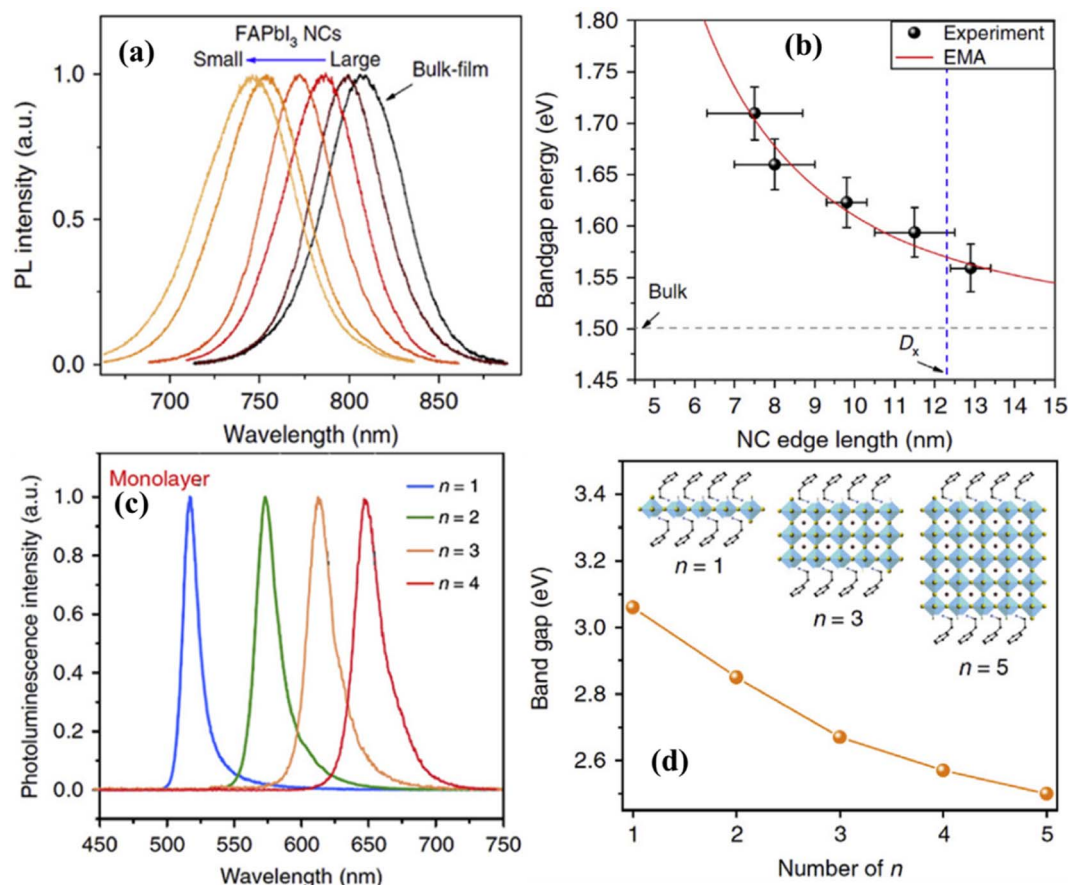 (a)
FAPbI₃ NCs
Small Large
Bulk-film
PL intensity (a.u.)
1.0
0.5
0.0
700 750 800 850
Wavelength (nm)
(b)
Experiment
EMA
Bandgap energy (eV)
1.80
1.75
1.70
1.65
1.60
1.55
1.50
1.45
Bulk
Dₓ
5 6 7 8 9 10 11 12 13 14 15
NC edge length (nm)
Monolayer
(c)
n = 1
n = 2
n = 3
n = 4
Photoluminescence intensity (a.u.)
1.0
0.8
0.6
0.4
0.2
0.0
450 500 550 600 650 700 750
Wavelength (nm)
Band gap (eV)
3.4
3.2
3.0
2.8
2.6
n = 1
n = 3
n = 5
(d)
1 2 3 4 5
Number of n